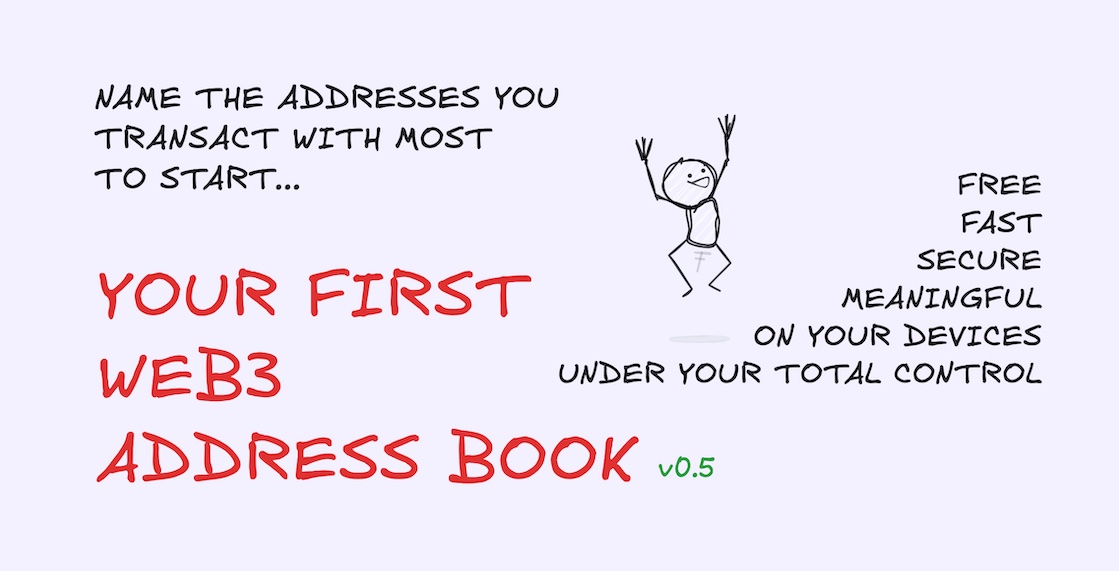 NAME THE ADDRESSES YOU
TRANSACT WITH MOST
TO START...
YOUR FIRST
WEB3
ADDRESS BOOK v0.5
FREE
FAST
SECURE
MEANINGFUL
ON YOUR DEVICES
UNDER YOUR TOTAL CONTROL